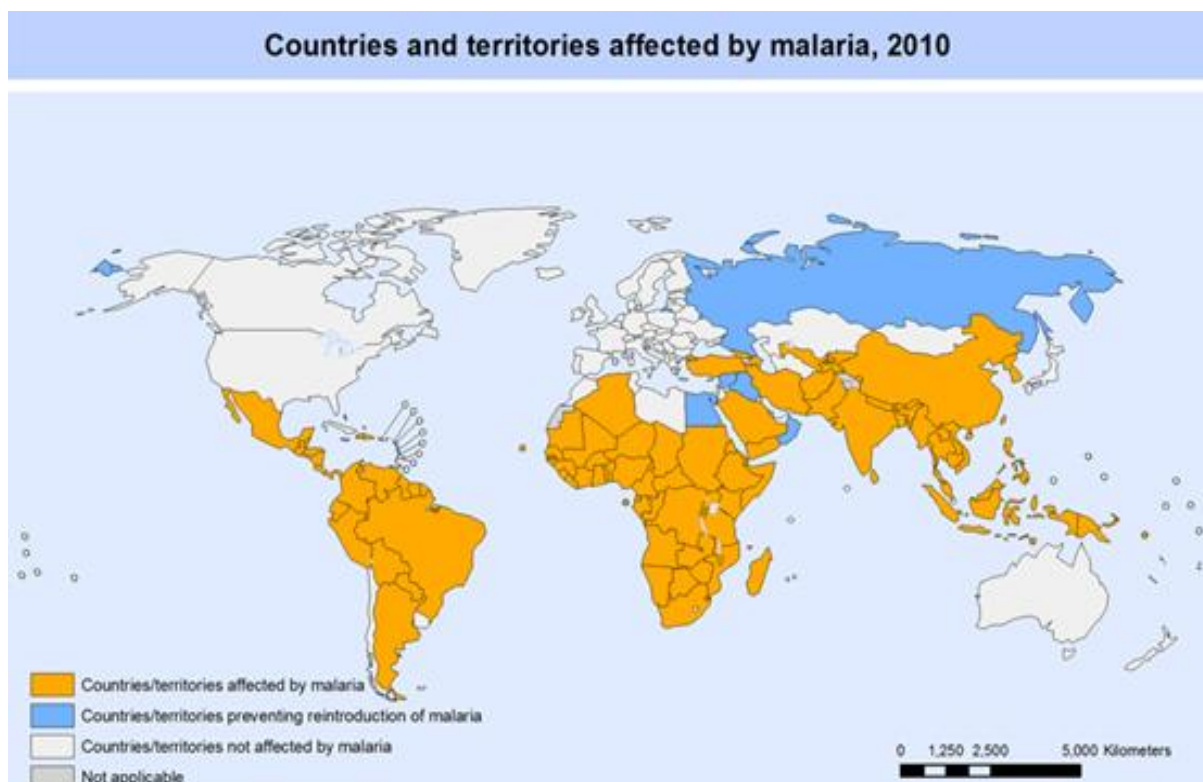 Countries and territories affected by malaria, 2010
Countries/territories affected by malaria
Countries/territories preventing reintroduction of malaria
Countries/territories not affected by malaria
Not applicable
0 1,250 2,500 5,000 Kilometers